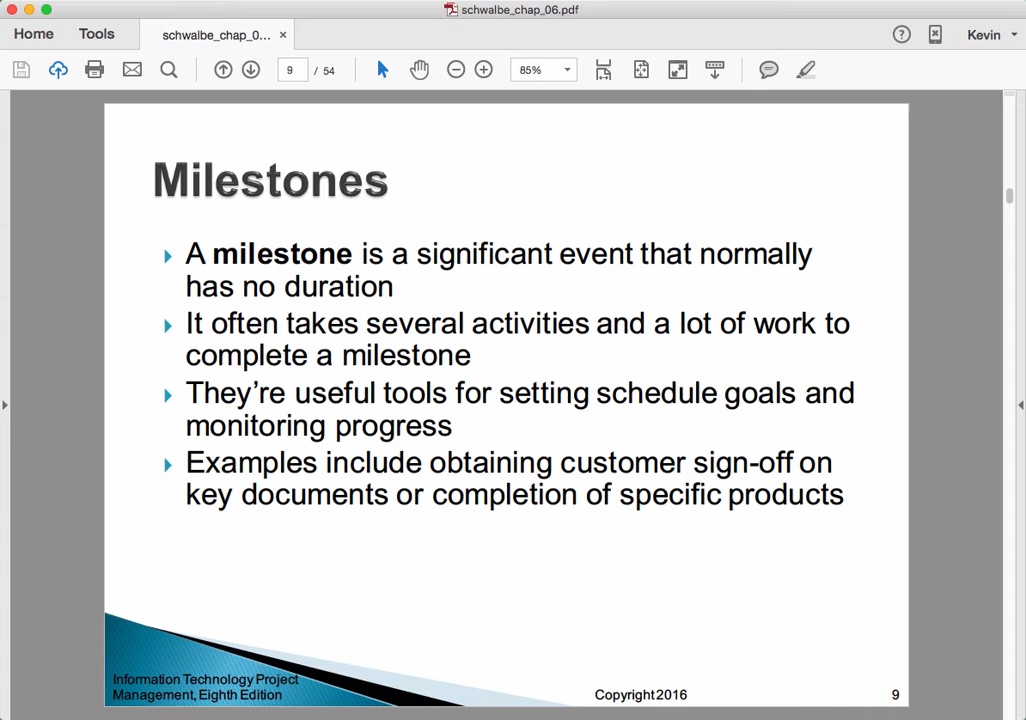 schwalbe_chap_06.pdf
Home Tools schwalbe_chap_0... × Kevin
9 / 54 85%
Milestones
A milestone is a significant event that normally
has no duration
It often takes several activities and a lot of work to
complete a milestone
They’re useful tools for setting schedule goals and
monitoring progress
Examples include obtaining customer sign-off on
key documents or completion of specific products
Information Technology Project
Management, Eighth Edition
Copyright 2016
9